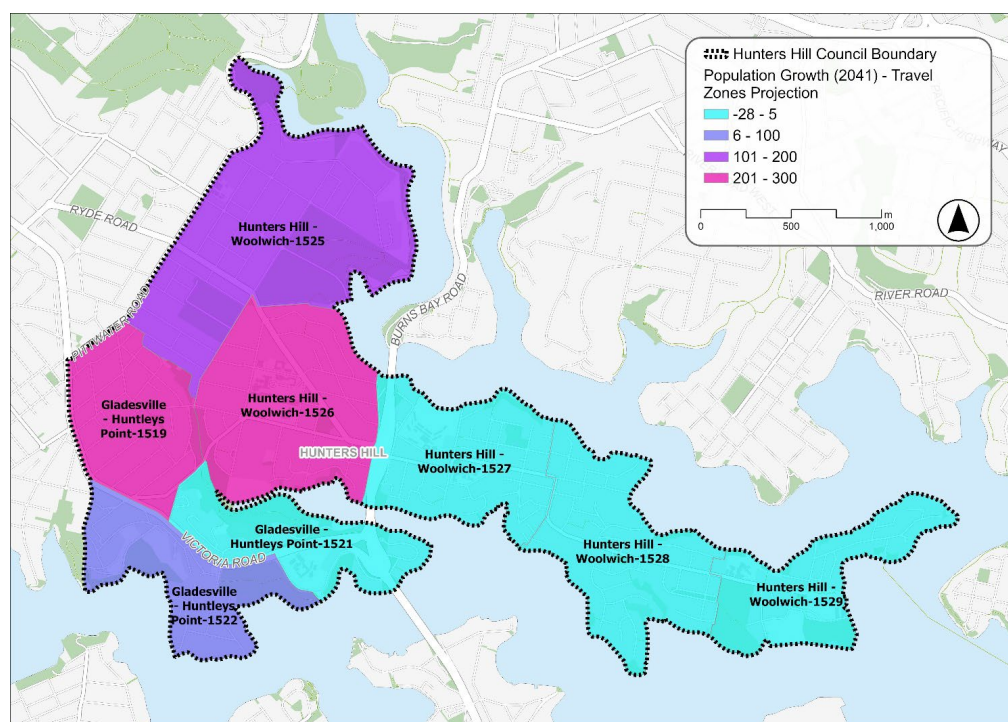 Hunters Hill Council Boundary
Population Growth (2041) - Travel
Zones Projection
-28 - 5
6 - 100
101 - 200
201 - 300
0
500
1,000
m
PITTWATER ROAD
RYDE ROAD
BURNS BAY ROAD
RIVER ROAD
Hunters Hill -
Woolwich-1525
Gladesville
- Huntleys
Point-1519
Hunters Hill -
Woolwich-1526
HUNTERS HILL
Hunters Hill -
Woolwich-1527
Gladesville -
Huntleys Point-1521
VICTORIA ROAD
Hunters Hill -
Woolwich-1528
Gladesville
- Huntleys
Point-1522
Hunters Hill -
Woolwich-1529